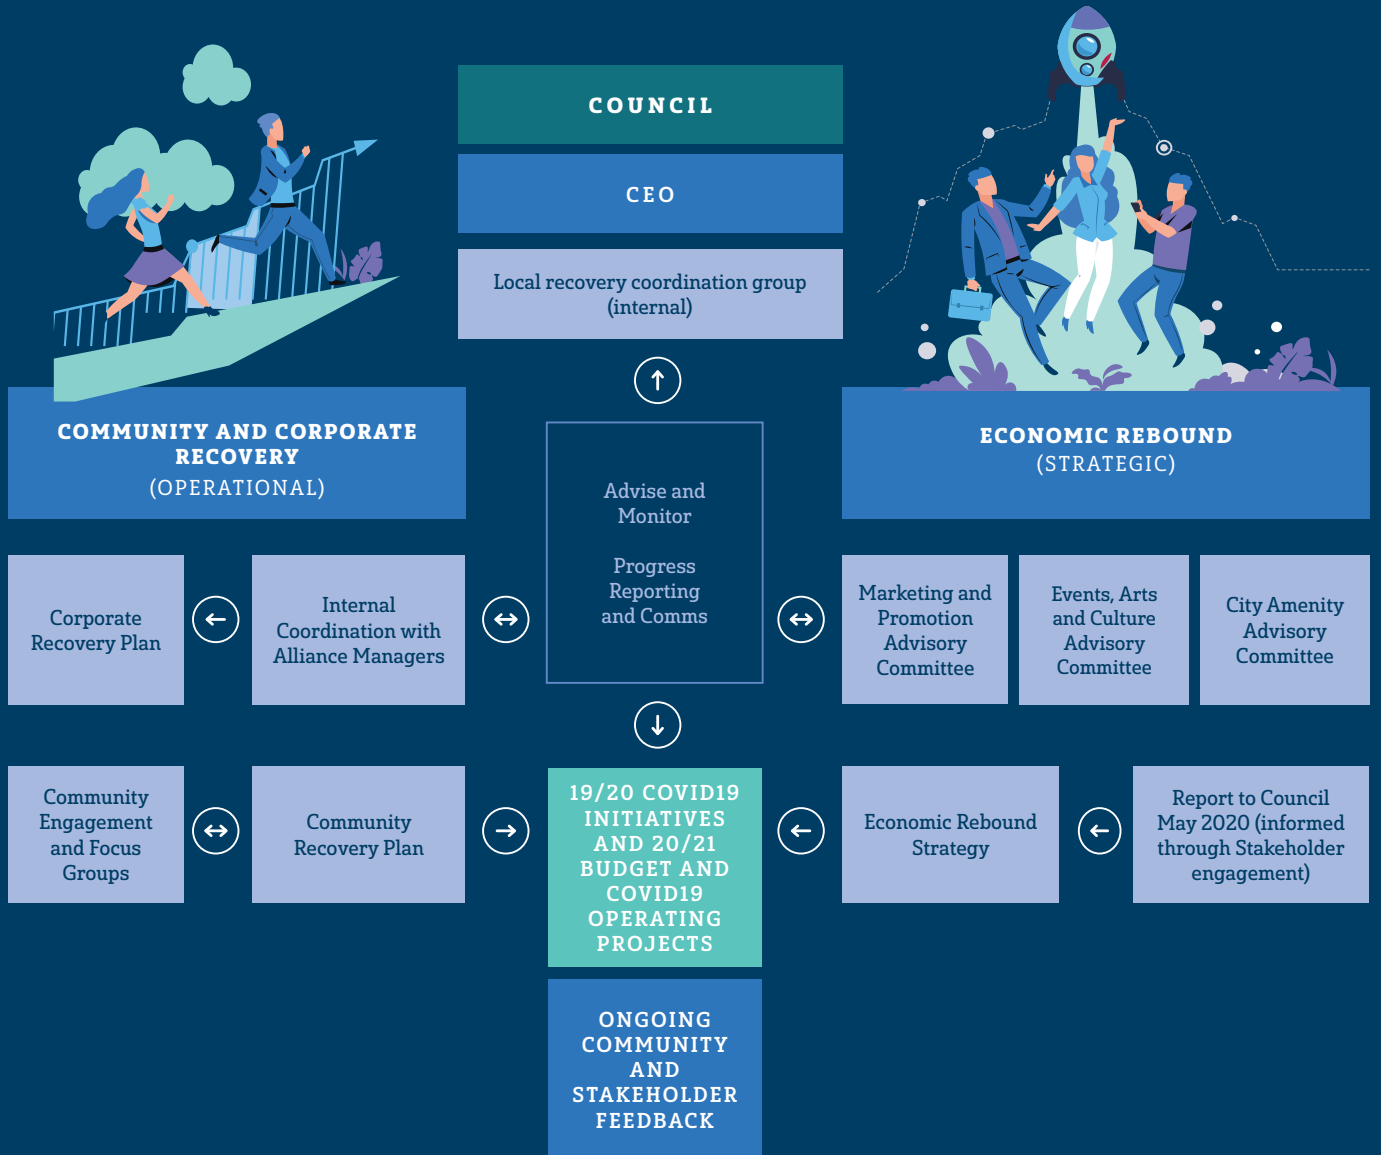 COUNCIL
CEO
Local recovery coordination group
(internal)
COMMUNITY AND CORPORATE
RECOVERY
(OPERATIONAL)
Advise and
Monitor
Progress
Reporting
and Comms
ECONOMIC REBOUND
(STRATEGIC)
Corporate
Recovery Plan
Internal
Coordination with
Alliance Managers
Marketing and
Promotion
Advisory
Committee
Events, Arts
and Culture
Advisory
Committee
City Amenity
Advisory
Committee
Community
Engagement
and Focus
Groups
Community
Recovery Plan
19/20 COVID19
INITIATIVES
AND 20/21
BUDGET AND
COVID19
OPERATING
PROJECTS
Economic Rebound
Strategy
Report to Council
May 2020 (informed
through Stakeholder
engagement)
ONGOING
COMMUNITY
AND
STAKEHOLDER
FEEDBACK